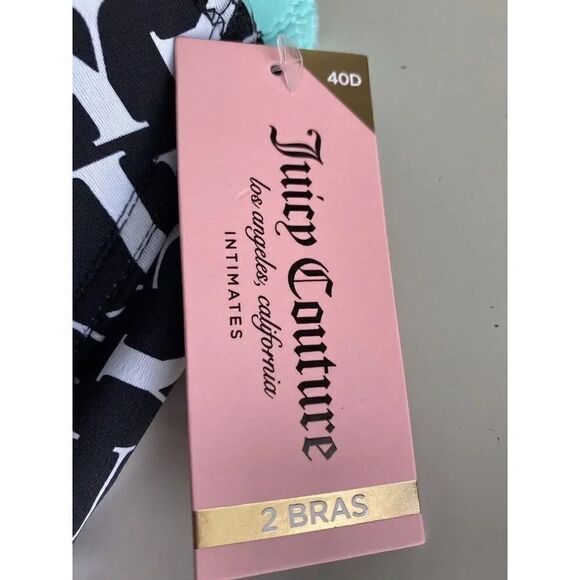 40D
Juicy Couture
los angeles, california
INTIMATES
2 BRAS